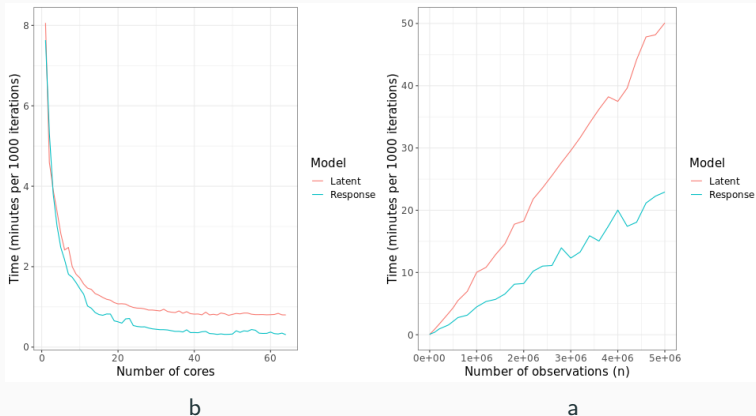 Time (minutes per 1000 iterations)
8
6
4
2
0
0
20
40
60
Number of cores
Model
Latent
Response
b
Time (minutes per 1000 iterations)
50
40
30
20
10
0
0e+00
1e+06
2e+06
3e+06
4e+06
5e+06
Number of observations (n)
Model
Latent
Response
a